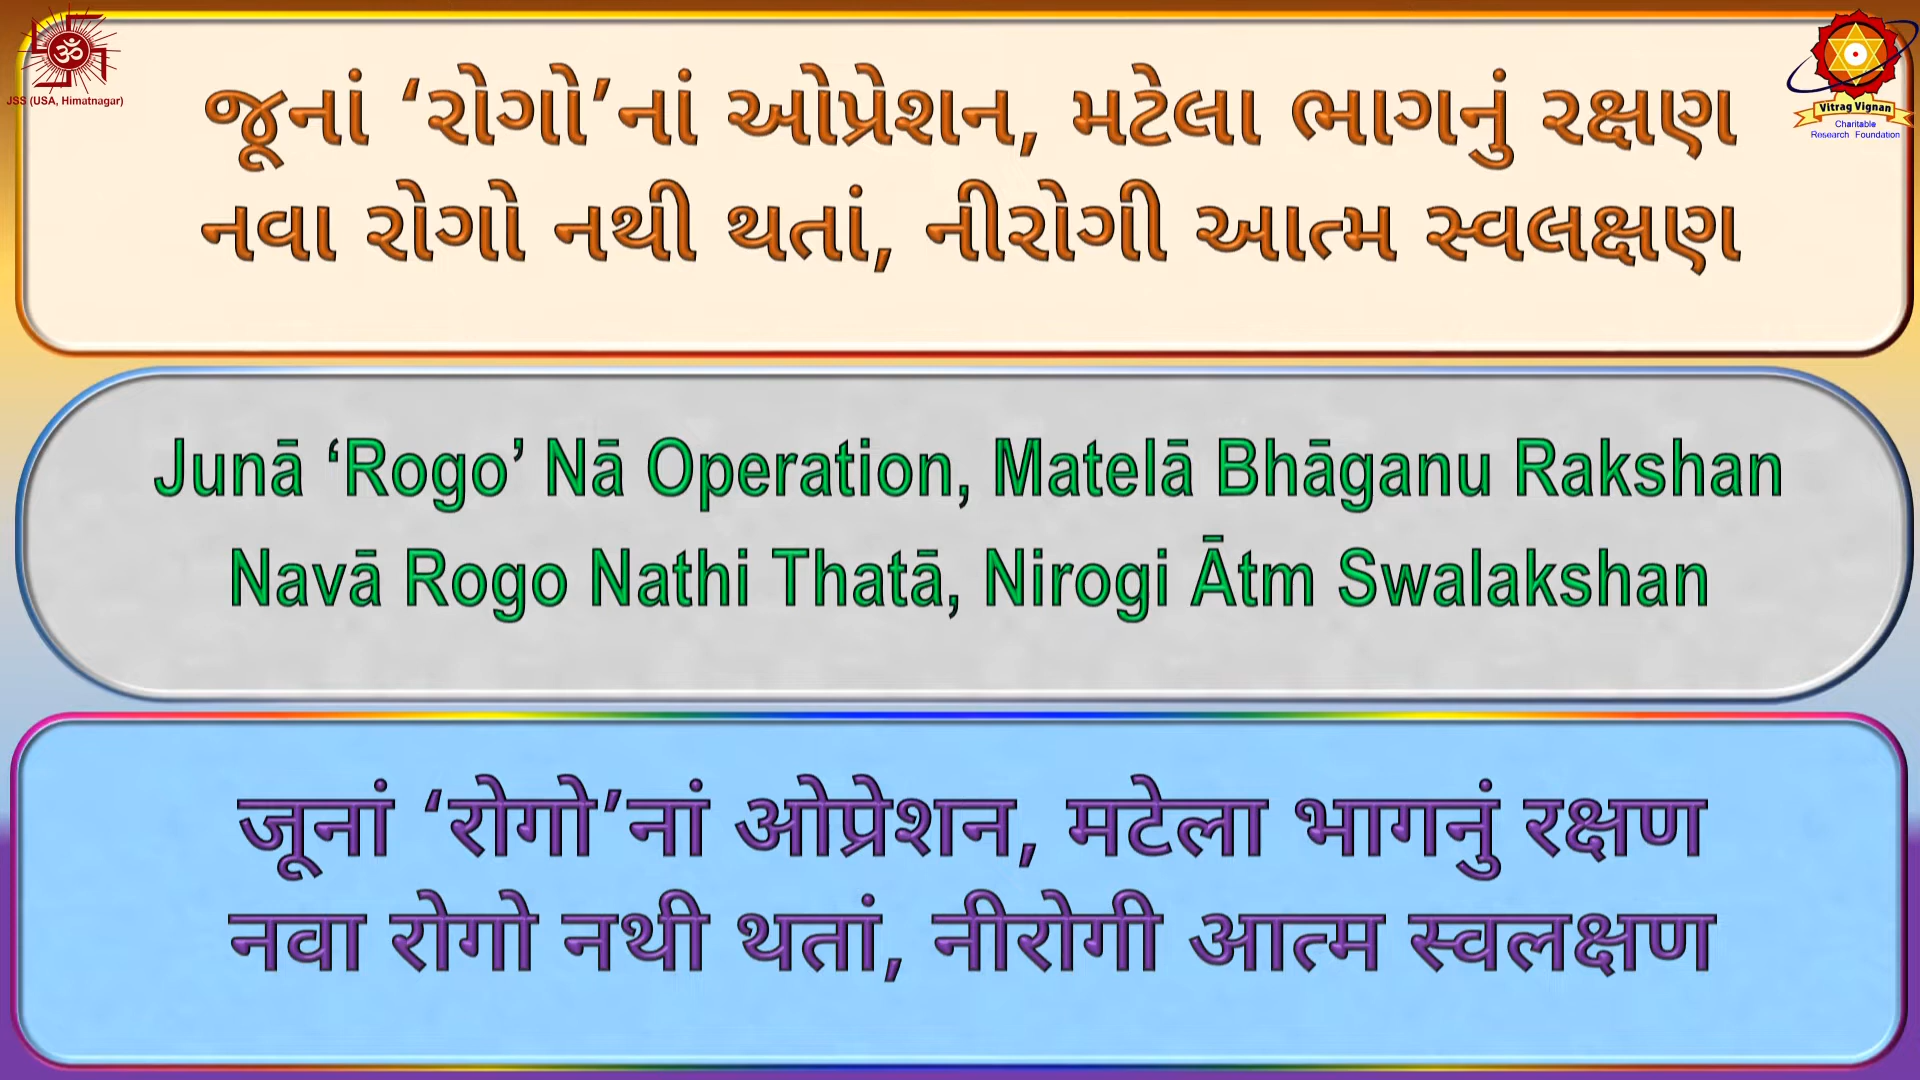 ॐ
JSS (USA, Himatnagar)
Vitrag Vignan
Charitable
Research Foundation
જૂનાં ‘રોગો’નાં ઓપ્રેશન, મટેલા ભાગનું રક્ષણ
નવા રોગો નથી થતાં, નીરોગી આત્મ સ્વલક્ષણ
Junā ‘Rogo’ Nā Operation, Matelā Bhāganu Rakshan
Navā Rogo Nathi Thatā, Nirogi Ātm Swalakshan
जूनां ‘रोगो’नां ओप्रेशन, मटेला भागनुं रक्षण
नवा रोगो नथी थतां, नीरोगी आत्म स्वलक्षण